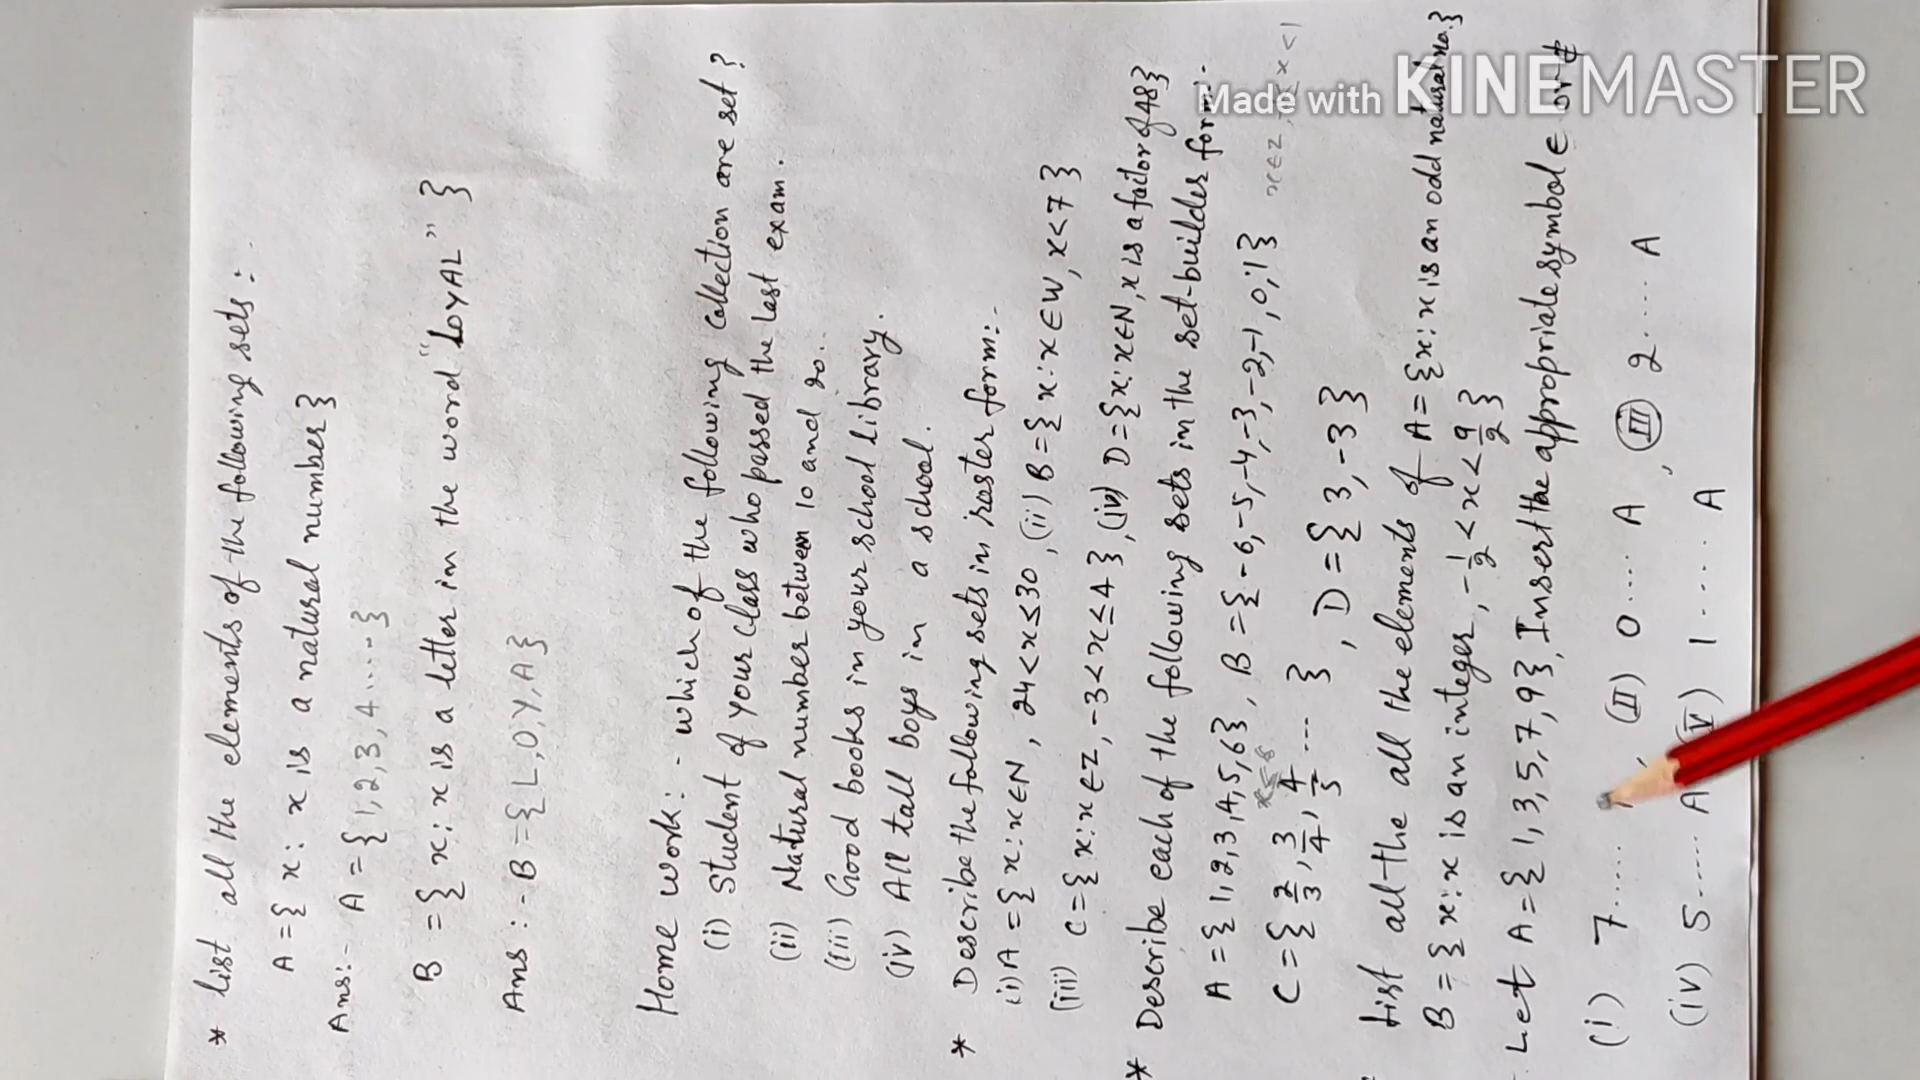 * List all the elements of the following sets:
A={x: x is a natural number}
Ans:- A={1,2,3,4....}
B={x: x is a letter in the word "LOYAL"}
Ans:-B={L,O,Y,A}
Home work:- which of the following Collection are set?
(i) Student of your class who passed the last exam.
(ii) Natural number between 10 and 20.
(iii) Good books in your school library.
(iv) All tall boys in a school.
* Describe the following sets in roster form:-
(i) A={x:x∈N, 24<x≤30, (ii) B={x:x∈W, x<7}
(iii) C={x:x∈Z, -3<x≤4}, (iv) D={x:x∈N, x is a factor of 48}
* Describe each of the following sets in the set-builder form:-
A={1,2,3,4,5,6}, B={-6,-5,-4,-3,-2,-1,0,1} x∈Z, x<1
x≤6
C={2/3, 3/4, 4/5, ... }, D={3,-3}
List all the all the elements of A={x:x is an odd natural no.}
B={x:x is an integer, -1/2<x<9/2}
Let A={1,3,5,7,9}, Insert the appropriate symbol ∈ or ∉
(i) 7...... , (II) 0.... A , (III) 2..... A
(iv) 5..... A (V) 1.... A
Made with KINEMASTER